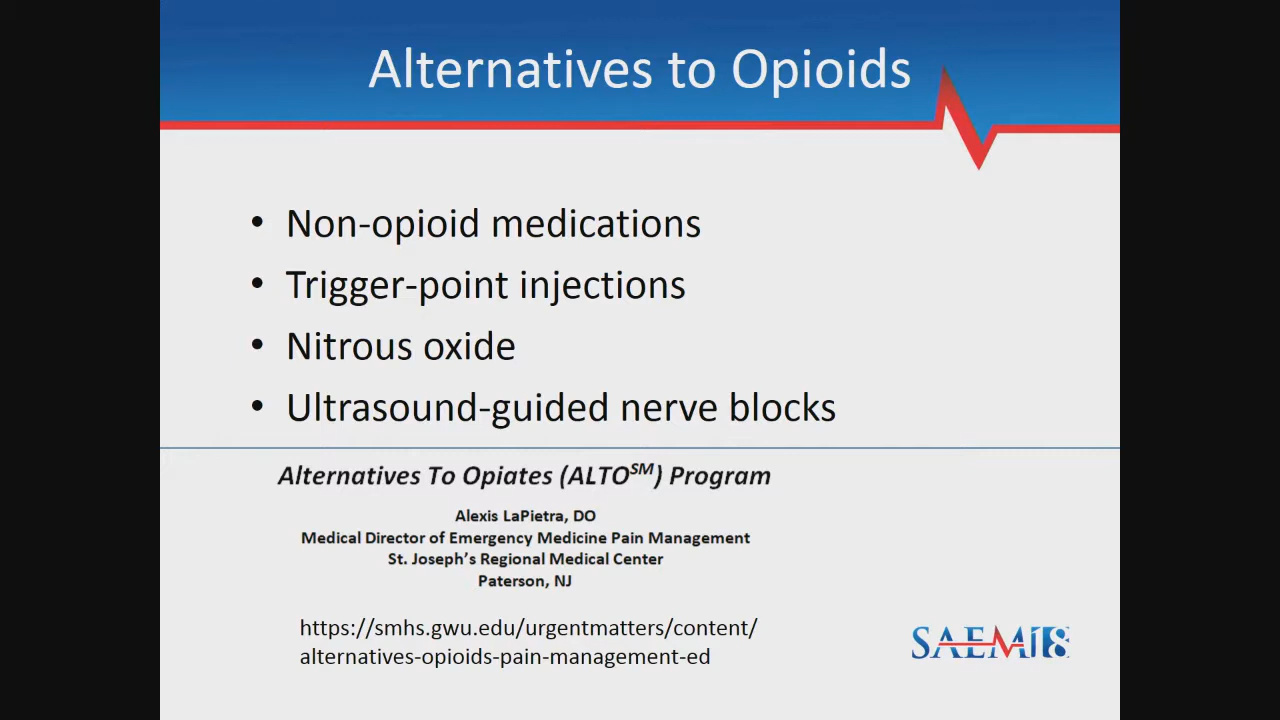 Alternatives to Opioids
• Non-opioid medications
• Trigger-point injections
• Nitrous oxide
• Ultrasound-guided nerve blocks
Alternatives To Opiates (ALTO℠) Program
Alexis LaPietra, DO
Medical Director of Emergency Medicine Pain Management
St. Joseph's Regional Medical Center
Paterson, NJ
https://smhs.gwu.edu/urgentmatters/content/
alternatives-opioids-pain-management-ed
SAEM18